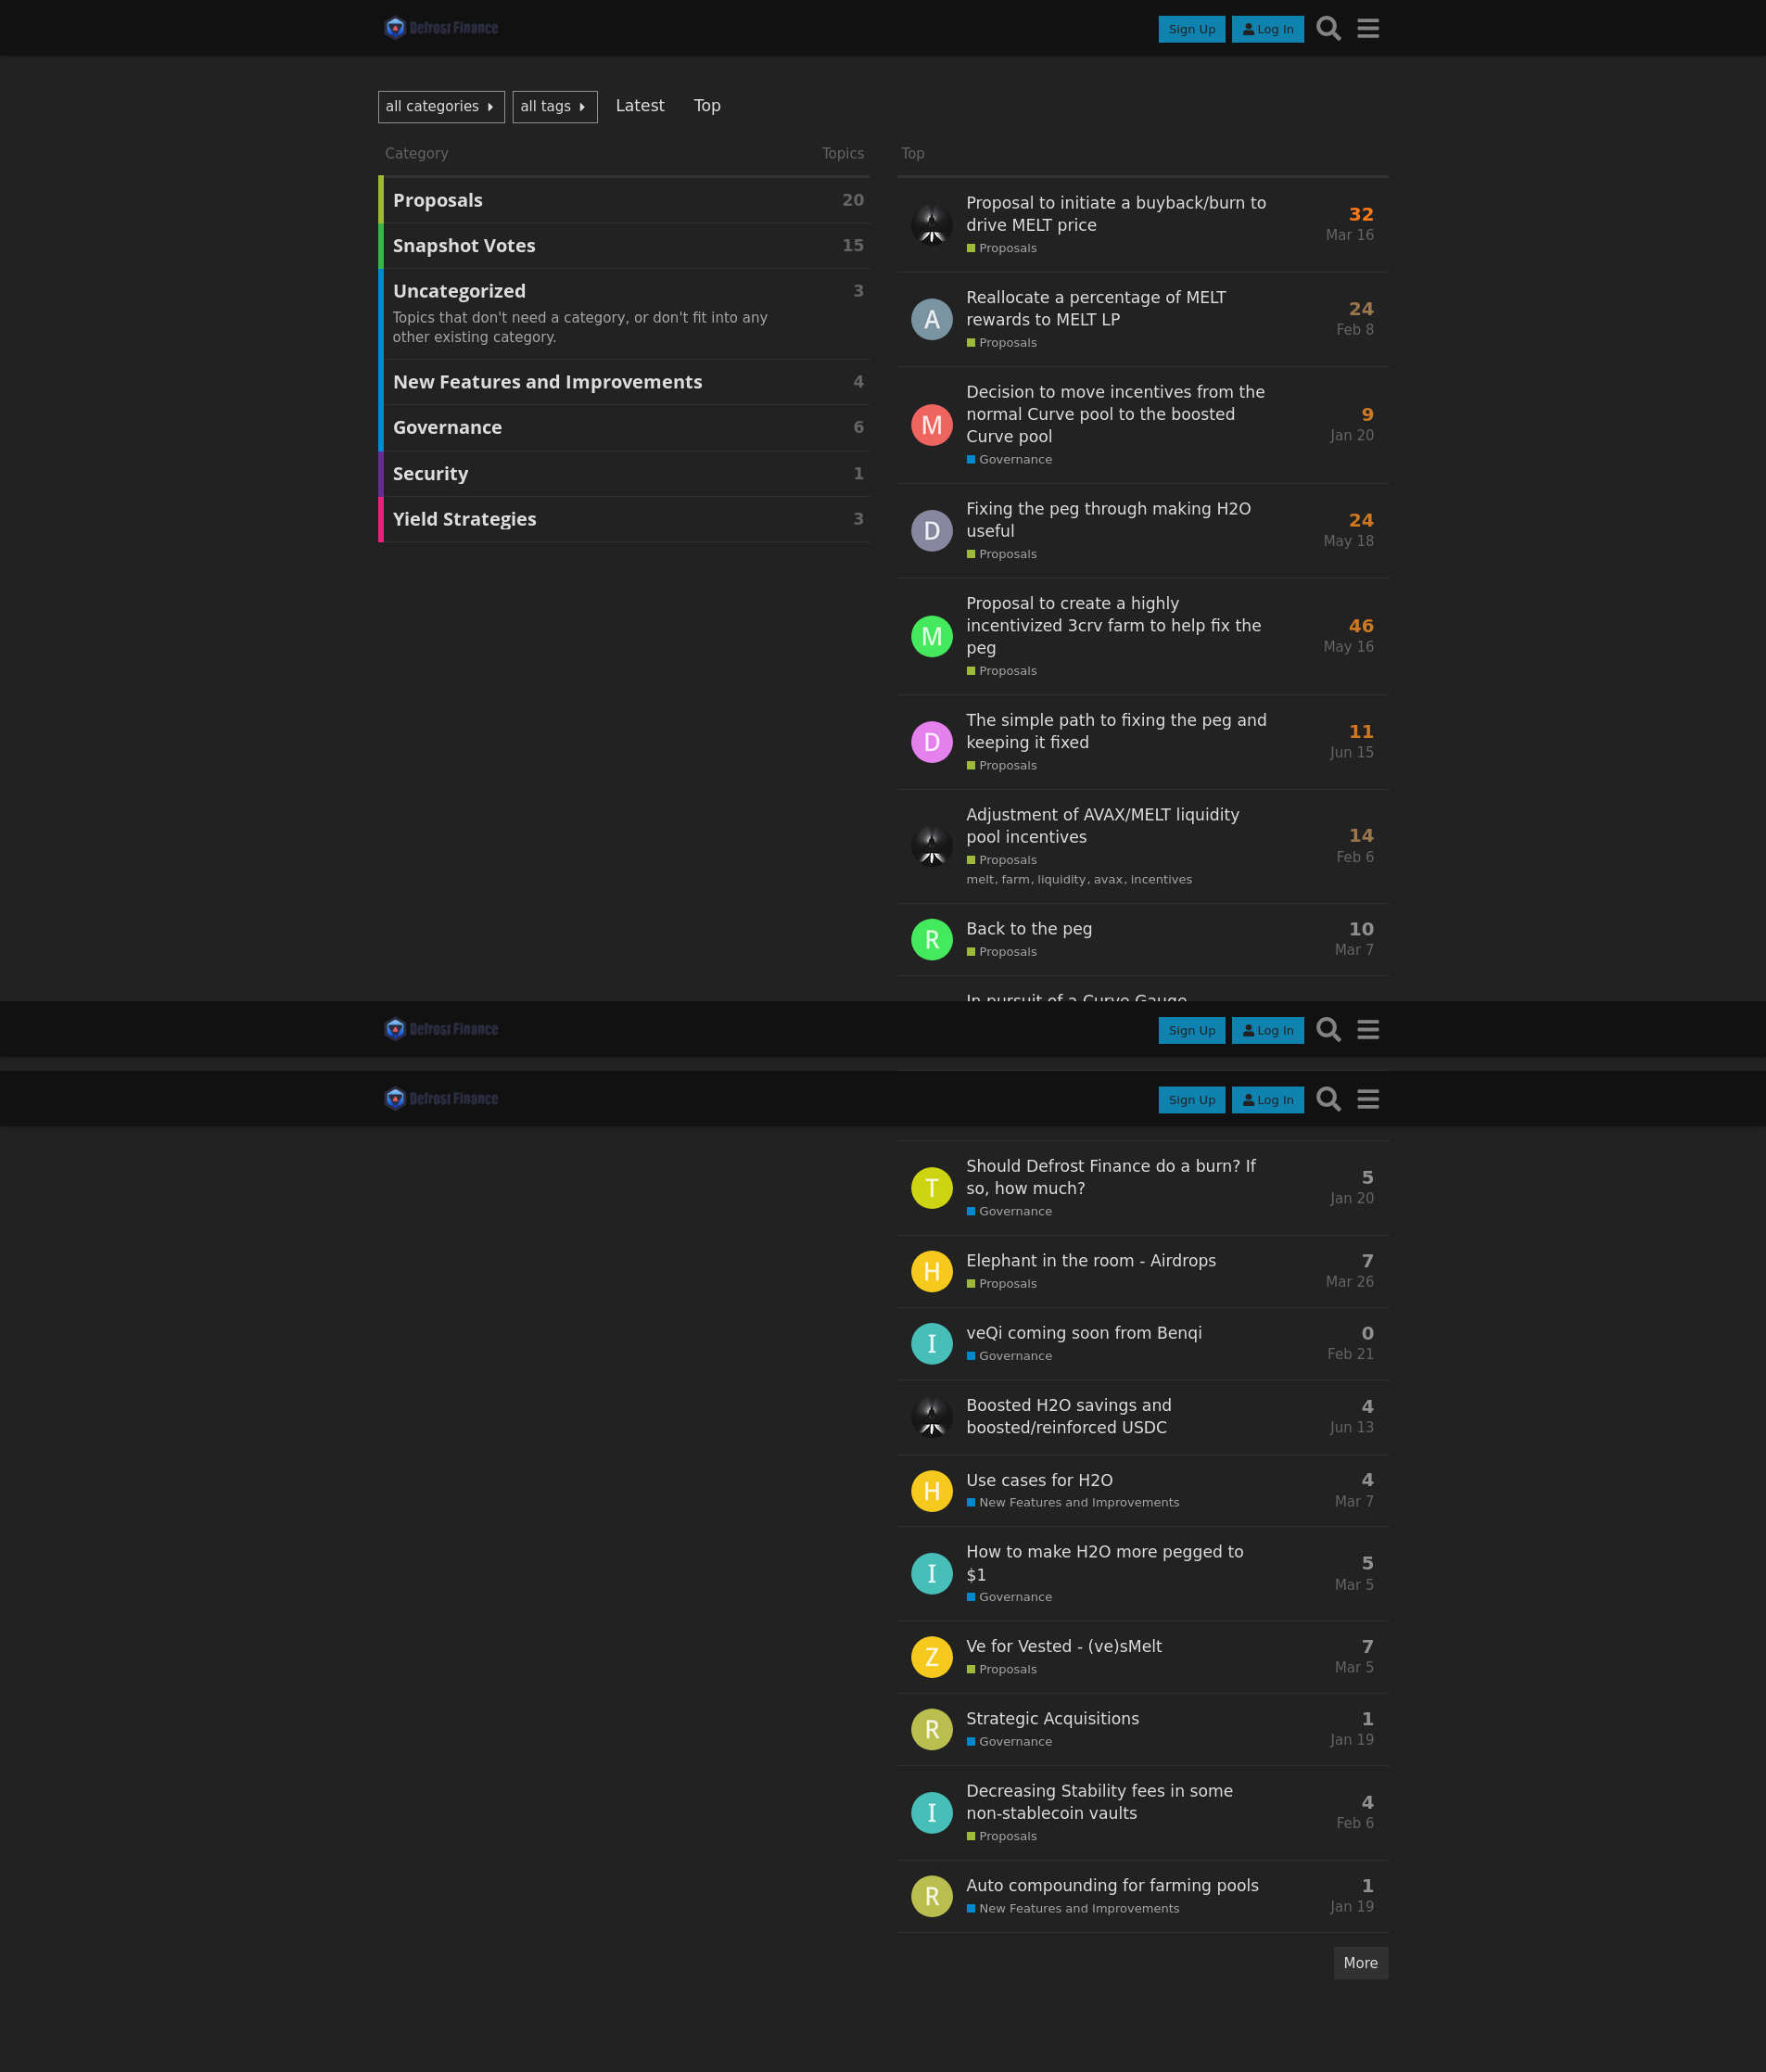 Defrost Finance
Sign Up
Log In
all categories
all tags
Latest
Top
Category
Topics
Proposals
20
Snapshot Votes
15
Uncategorized
3
Topics that don't need a category, or don't fit into any
other existing category.
New Features and Improvements
4
Governance
6
Security
1
Yield Strategies
3
Top
Proposal to initiate a buyback/burn to
drive MELT price
Proposals
32
Mar 16
A
Reallocate a percentage of MELT
rewards to MELT LP
Proposals
24
Feb 8
M
Decision to move incentives from the
normal Curve pool to the boosted
Curve pool
Governance
9
Jan 20
D
Fixing the peg through making H2O
useful
Proposals
24
May 18
M
Proposal to create a highly
incentivized 3crv farm to help fix the
peg
Proposals
46
May 16
D
The simple path to fixing the peg and
keeping it fixed
Proposals
11
Jun 15
Adjustment of AVAX/MELT liquidity
pool incentives
Proposals
melt, farm, liquidity, avax, incentives
14
Feb 6
R
Back to the peg
Proposals
10
Mar 7
In pursuit of a Curve Gauge
Defrost Finance
Sign Up
Log In
Defrost Finance
Sign Up
Log In
T
Should Defrost Finance do a burn? If
so, how much?
Governance
5
Jan 20
H
Elephant in the room - Airdrops
Proposals
7
Mar 26
I
veQi coming soon from Benqi
Governance
0
Feb 21
Boosted H2O savings and
boosted/reinforced USDC
4
Jun 13
H
Use cases for H2O
New Features and Improvements
4
Mar 7
I
How to make H2O more pegged to
$1
Governance
5
Mar 5
Z
Ve for Vested - (ve)sMelt
Proposals
7
Mar 5
R
Strategic Acquisitions
Governance
1
Jan 19
I
Decreasing Stability fees in some
non-stablecoin vaults
Proposals
4
Feb 6
R
Auto compounding for farming pools
New Features and Improvements
1
Jan 19
More